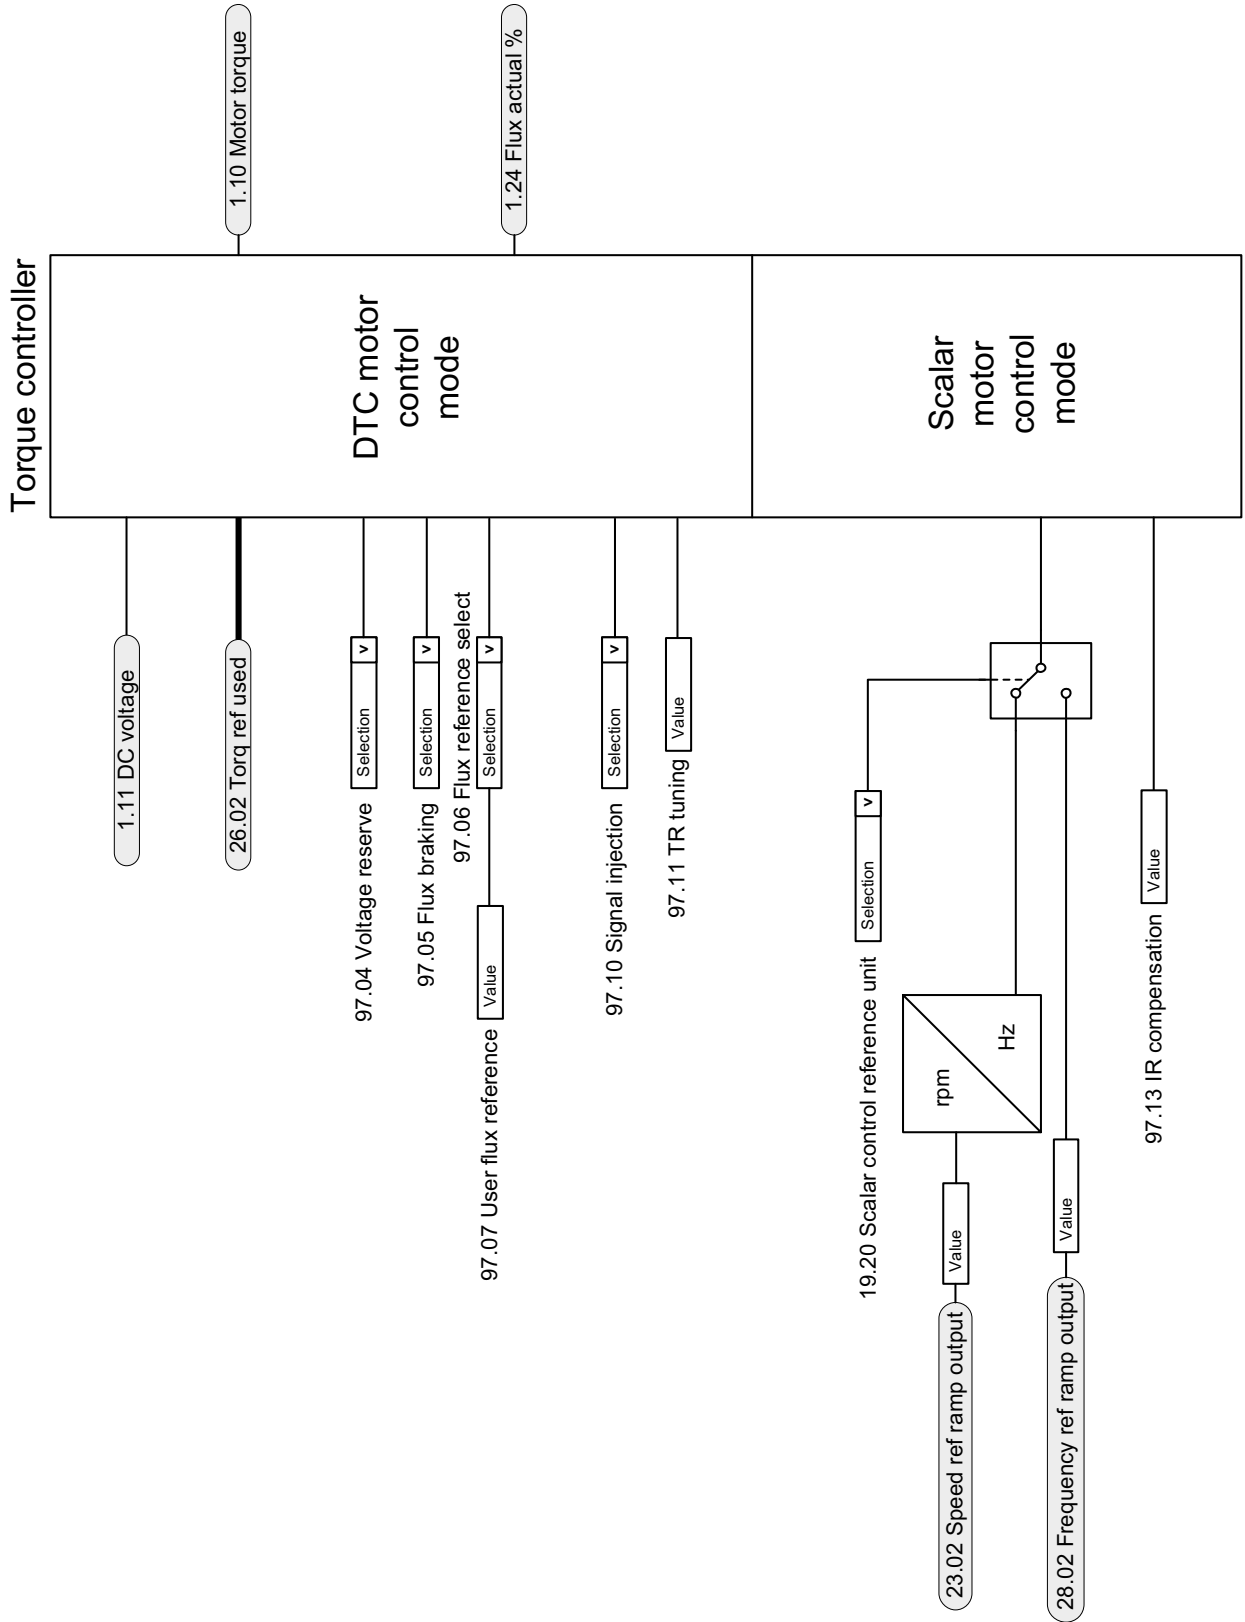 Torque controller
1.11 DC voltage
26.02 Torq ref used
1.10 Motor torque
97.04 Voltage reserve
Selection
v
97.05 Flux braking
Selection
v
97.06 Flux reference select
97.07 User flux reference
Value
Selection
v
1.24 Flux actual %
97.10 Signal injection
Selection
v
97.11 TR tuning
Value
DTC motor
control
mode
19.20 Scalar control reference unit
Selection
v
23.02 Speed ref ramp output
Value
rpm
Hz
28.02 Frequency ref ramp output
Value
97.13 IR compensation
Value
Scalar
motor
control
mode